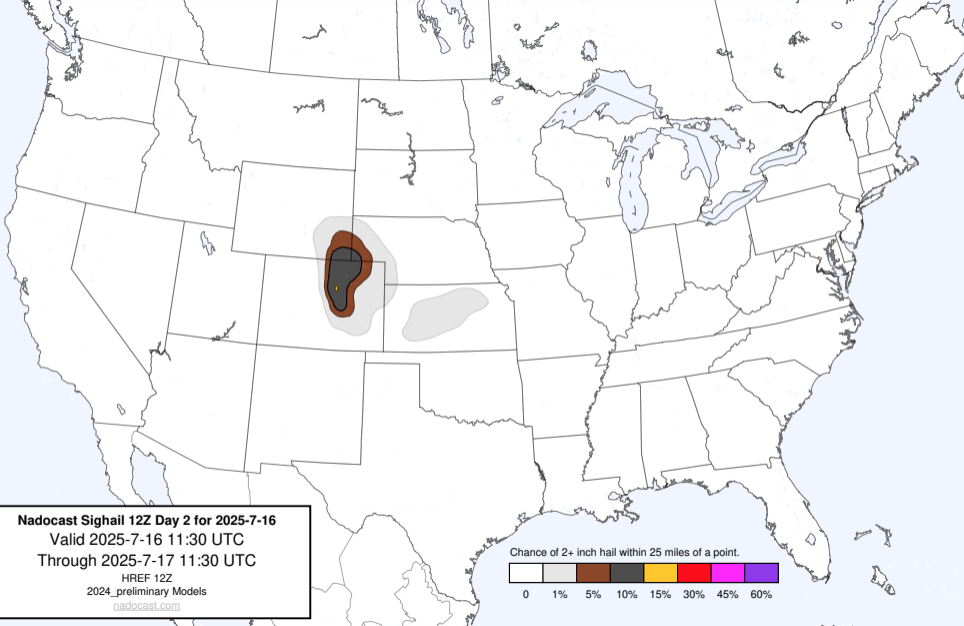 Nadocast Sighail 12Z Day 2 for 2025-7-16
Valid 2025-7-16 11:30 UTC
Through 2025-7-17 11:30 UTC
HREF 12Z
2024_preliminary Models
nadocast.com
Chance of 2+ inch hail within 25 miles of a point.
0 1% 5% 10% 15% 30% 45% 60%